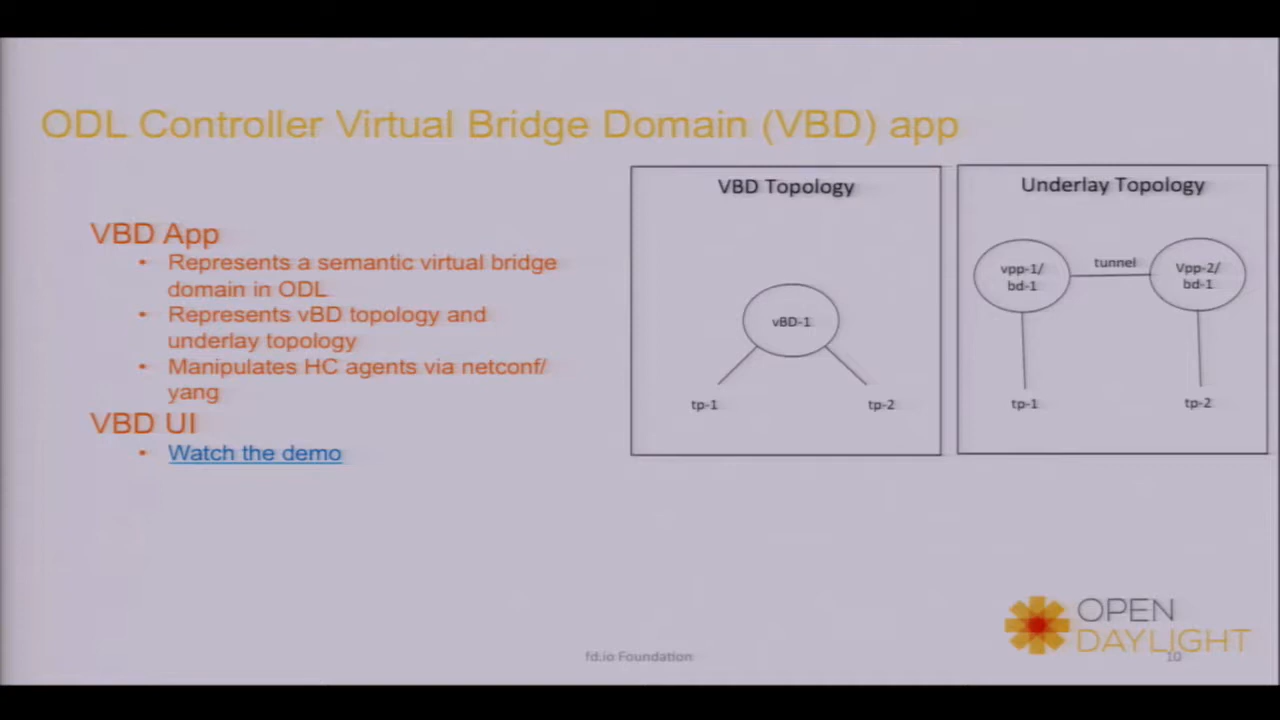 ODL Controller Virtual Bridge Domain (VBD) app
VBD App
• Represents a semantic virtual bridge
domain in ODL
• Represents vBD topology and
underlay topology
• Manipulates HC agents via netconf/
yang
VBD UI
• Watch the demo
VBD Topology
vBD-1
tp-1
tp-2
Underlay Topology
vpp-1/
bd-1
tunnel
Vpp-2/
bd-1
tp-1
tp-2
OPEN
DAYLIGHT
fd.io Foundation
10